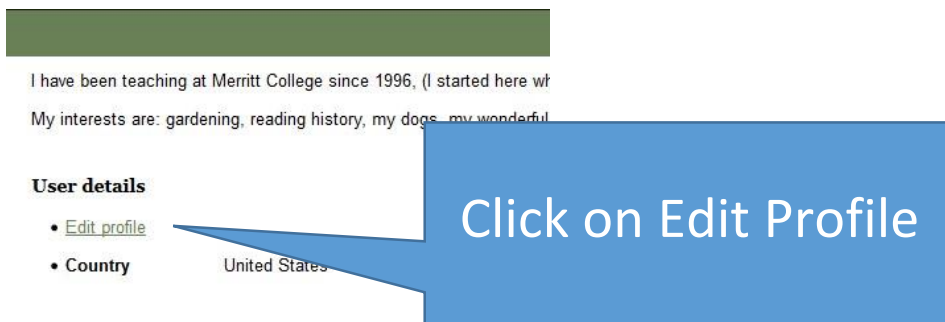 I have been teaching at Merritt College since 1996, (I started here
My interests are: gardening, reading history, my dogs, my wonderful
User details
• Edit profile
• Country United States
Click on Edit Profile